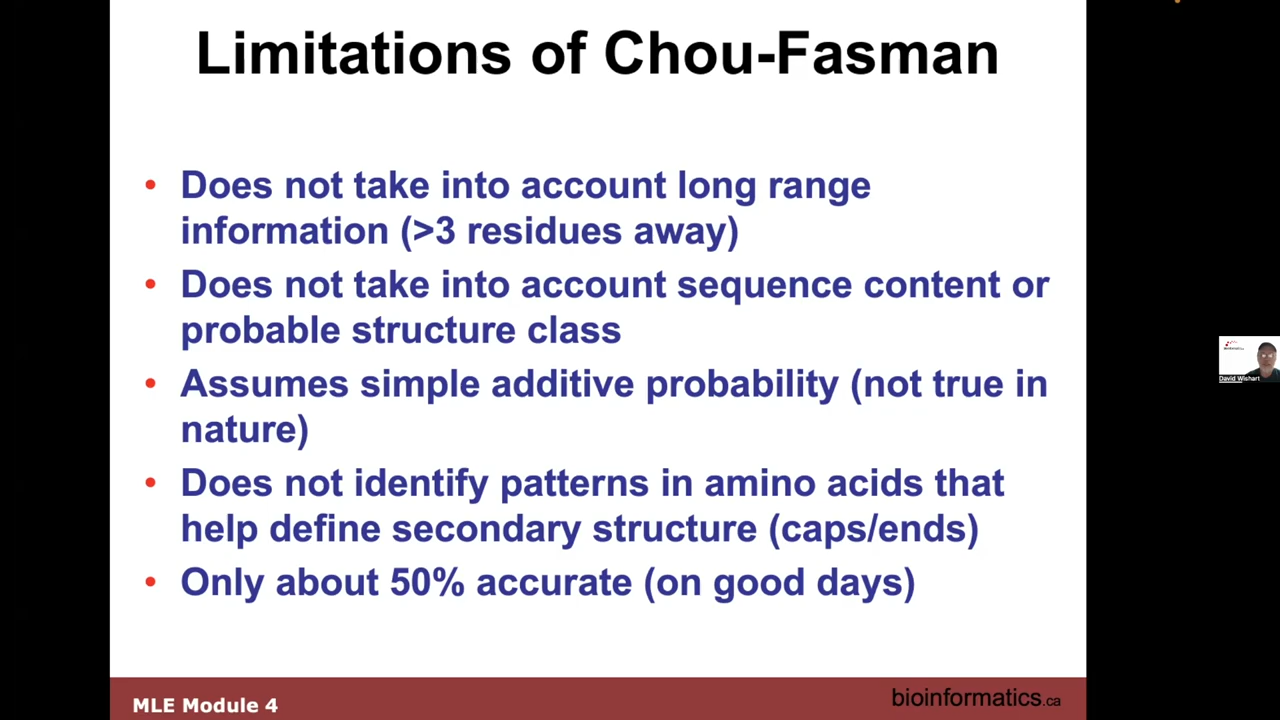 Limitations of Chou-Fasman
• Does not take into account long range
information (>3 residues away)
• Does not take into account sequence content or
probable structure class
• Assumes simple additive probability (not true in
nature)
• Does not identify patterns in amino acids that
help define secondary structure (caps/ends)
• Only about 50% accurate (on good days)
David Wishart
MLE Module 4
bioinformatics.ca